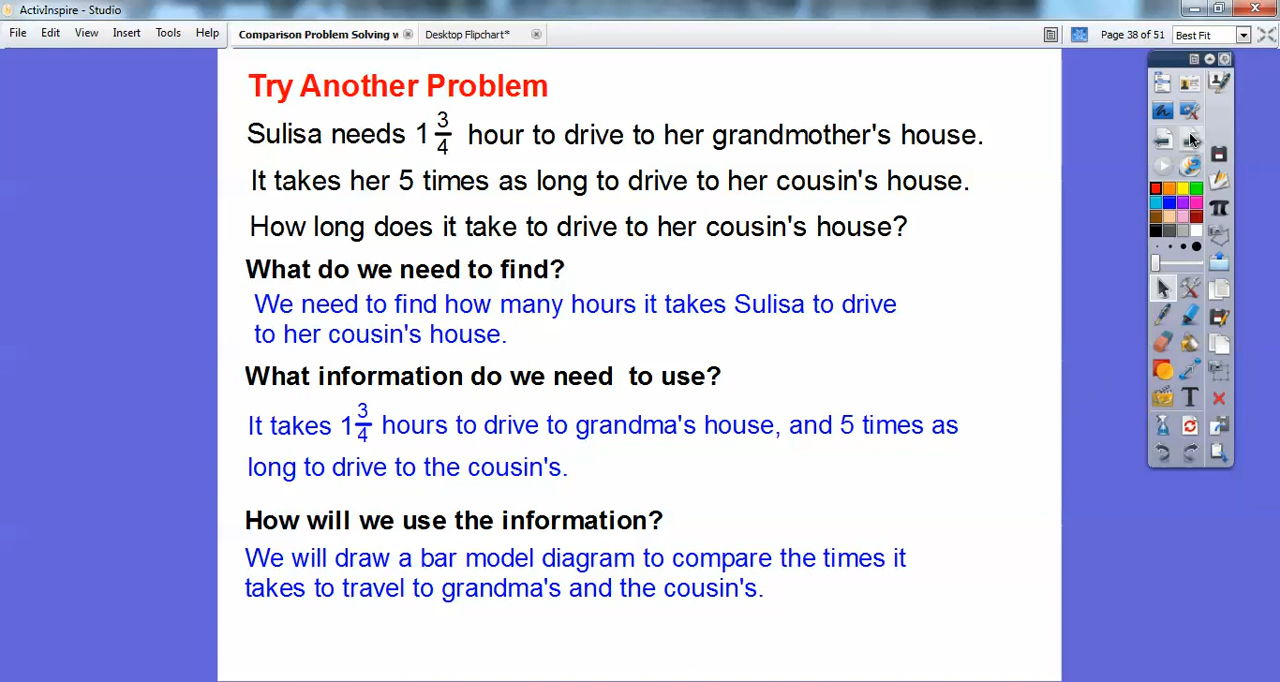 ActivInspire - Studio
File Edit View Insert Tools Help
Comparison Problem Solving w
Desktop Flipchart*
Page 38 of 51
Best Fit
Try Another Problem
Sulisa needs 1 3/4 hour to drive to her grandmother's house.
It takes her 5 times as long to drive to her cousin's house.
How long does it take to drive to her cousin's house?
What do we need to find?
We need to find how many hours it takes Sulisa to drive
to her cousin's house.
What information do we need to use?
It takes 1 3/4 hours to drive to grandma's house, and 5 times as
long to drive to the cousin's.
How will we use the information?
We will draw a bar model diagram to compare the times it
takes to travel to grandma's and the cousin's.